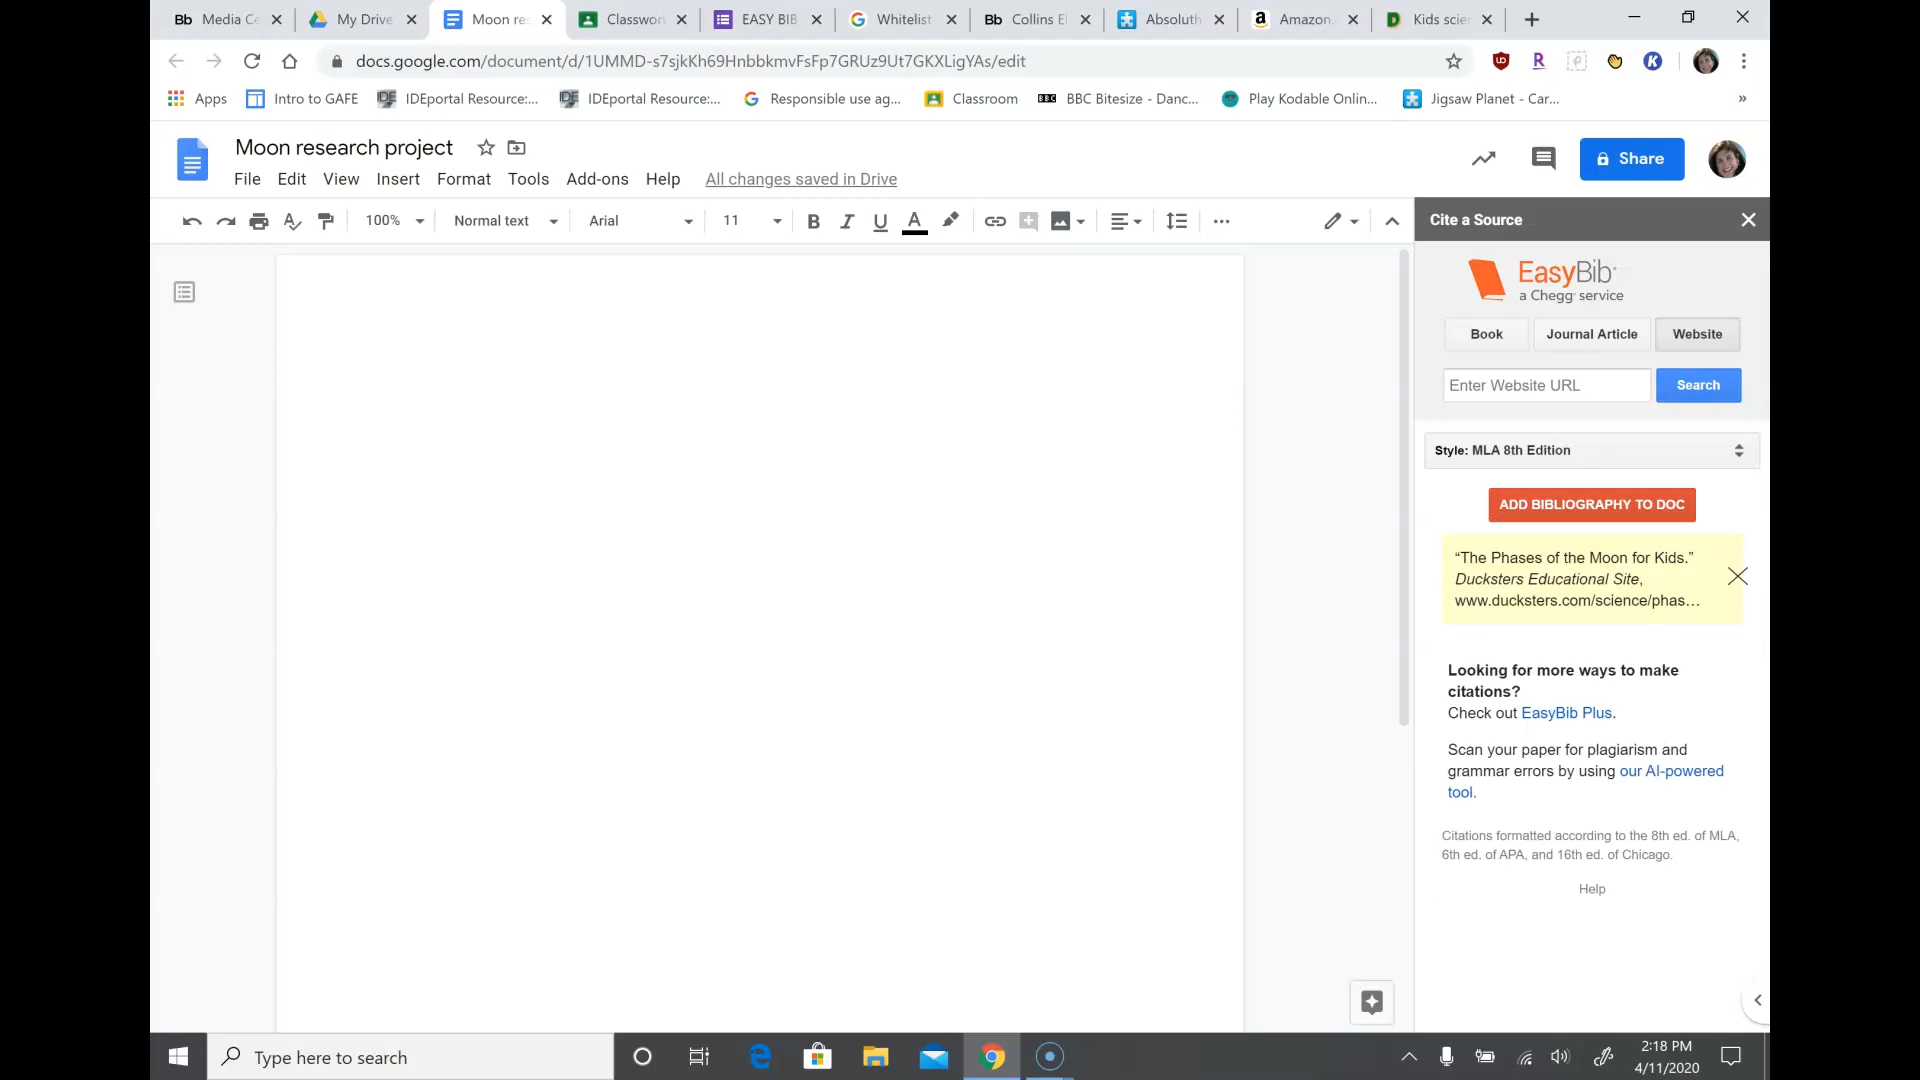 Bb Media Ce
My Drive
Moon res
Classwor
EASY BIB
Whitelist
Bb Collins El
Absoluth
Amazon.
Kids scien
docs.google.com/document/d/1UMMD-s7sjkKh69HnbbkmvFsFp7GRUz9Ut7GKXLigYAs/edit
Apps
Intro to GAFE
IDEportal Resource:...
IDEportal Resource:...
Responsible use ag...
Classroom
BBC BBC Bitesize - Danc...
Play Kodable Onlin...
Jigsaw Planet - Car...
»
Moon research project
Share
File Edit View Insert Format Tools Add-ons Help All changes saved in Drive
100% Normal text Arial 11 B I U A
Cite a Source
EasyBib
a Chegg service
Book Journal Article Website
Enter Website URL Search
Style: MLA 8th Edition
ADD BIBLIOGRAPHY TO DOC
“The Phases of the Moon for Kids.”
Ducksters Educational Site,
www.ducksters.com/science/phas…
Looking for more ways to make
citations?
Check out EasyBib Plus.
Scan your paper for plagiarism and
grammar errors by using our AI-powered
tool.
Citations formatted according to the 8th ed. of MLA,
6th ed. of APA, and 16th ed. of Chicago.
Help
Type here to search
2:18 PM
4/11/2020